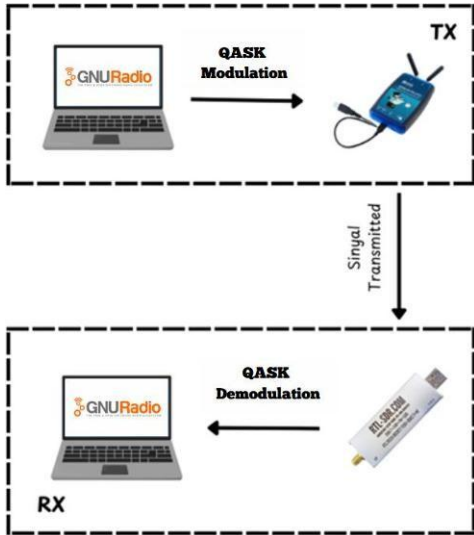 TX
QASK
Modulation
GNURadio
Sinyal
Transmitted
QASK
Demodulation
GNURadio
RTL-SDR.COM
RX